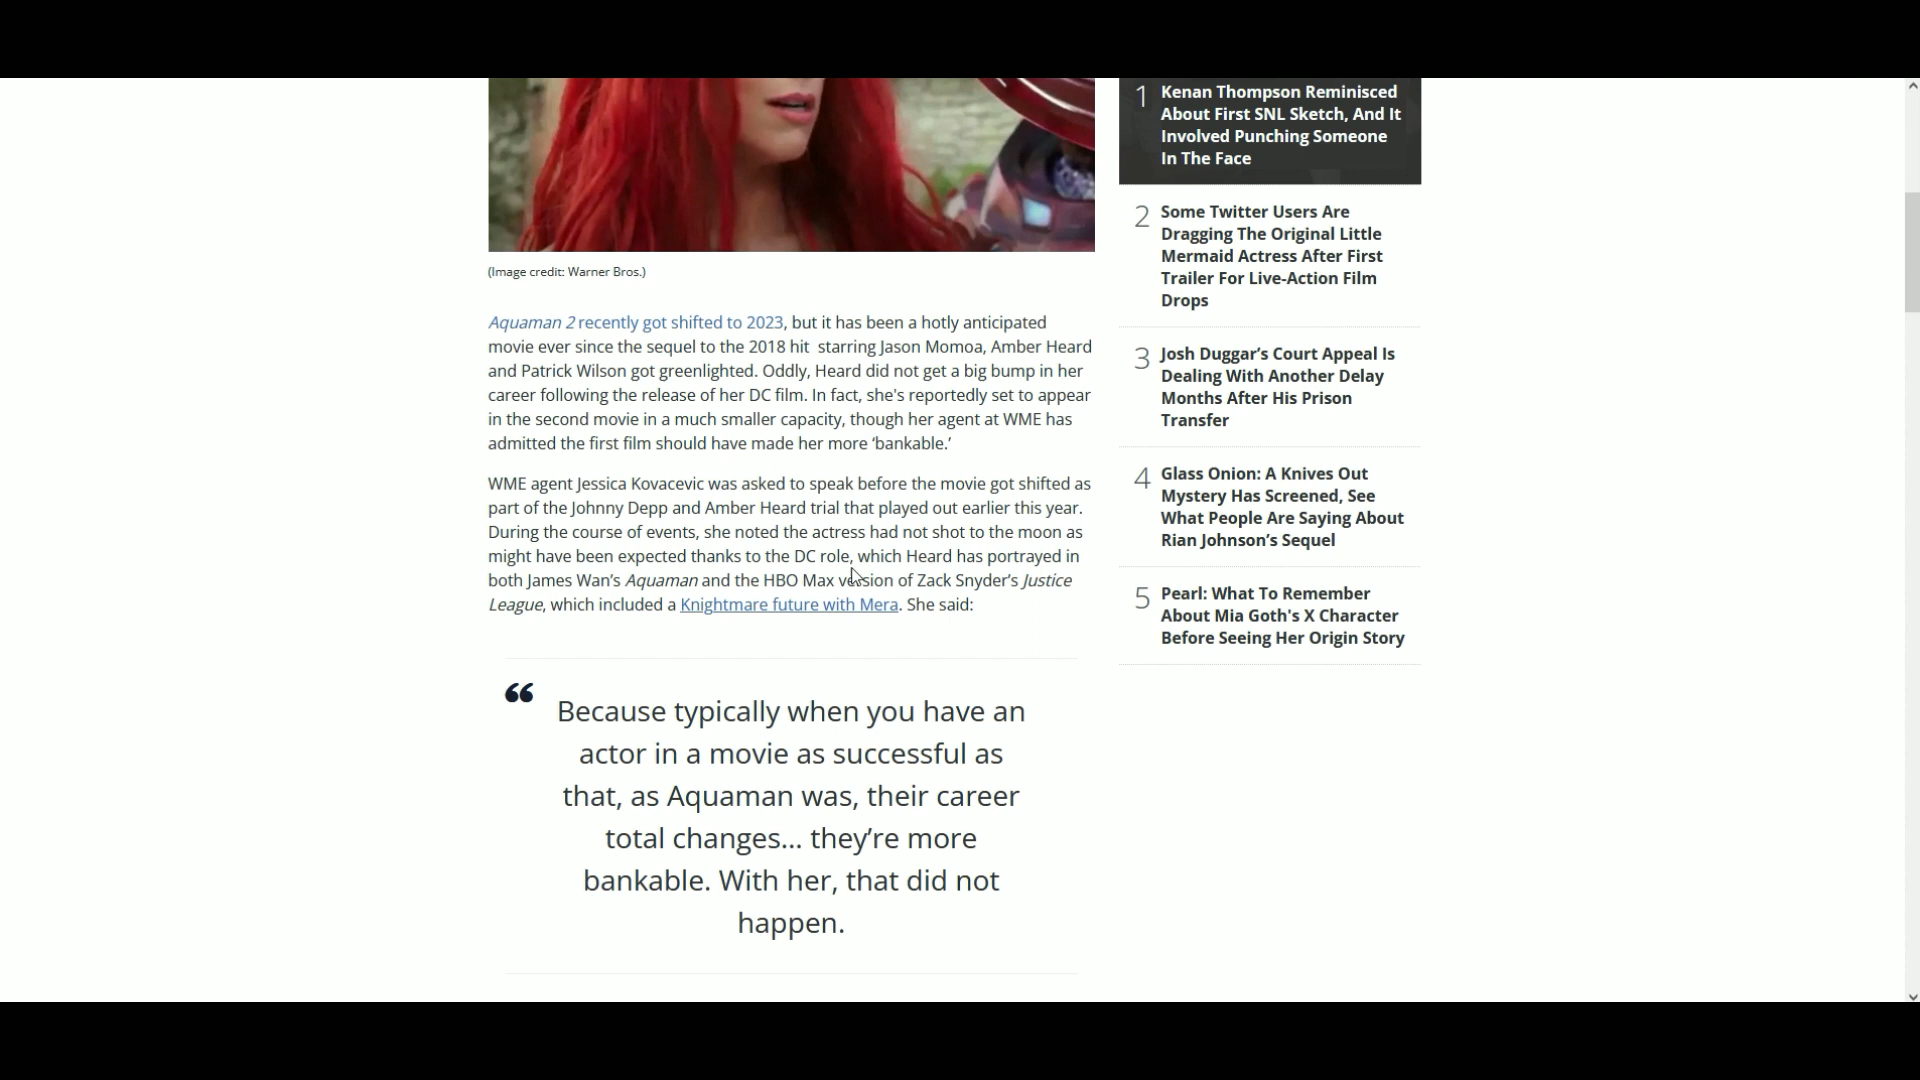 (Image credit: Warner Bros.)
Aquaman 2 recently got shifted to 2023, but it has been a hotly anticipated
movie ever since the sequel to the 2018 hit  starring Jason Momoa, Amber Heard
and Patrick Wilson got greenlighted. Oddly, Heard did not get a big bump in her
career following the release of her DC film. In fact, she's reportedly set to appear
in the second movie in a much smaller capacity, though her agent at WME has
admitted the first film should have made her more ‘bankable.’
WME agent Jessica Kovacevic was asked to speak before the movie got shifted as
part of the Johnny Depp and Amber Heard trial that played out earlier this year.
During the course of events, she noted the actress had not shot to the moon as
might have been expected thanks to the DC role, which Heard has portrayed in
both James Wan’s Aquaman and the HBO Max version of Zack Snyder’s Justice
League, which included a Knightmare future with Mera. She said:
“
Because typically when you have an
actor in a movie as successful as
that, as Aquaman was, their career
total changes… they’re more
bankable. With her, that did not
happen.
1
Kenan Thompson Reminisced
About First SNL Sketch, And It
Involved Punching Someone
In The Face
2
Some Twitter Users Are
Dragging The Original Little
Mermaid Actress After First
Trailer For Live-Action Film
Drops
3
Josh Duggar’s Court Appeal Is
Dealing With Another Delay
Months After His Prison
Transfer
4
Glass Onion: A Knives Out
Mystery Has Screened, See
What People Are Saying About
Rian Johnson’s Sequel
5
Pearl: What To Remember
About Mia Goth's X Character
Before Seeing Her Origin Story